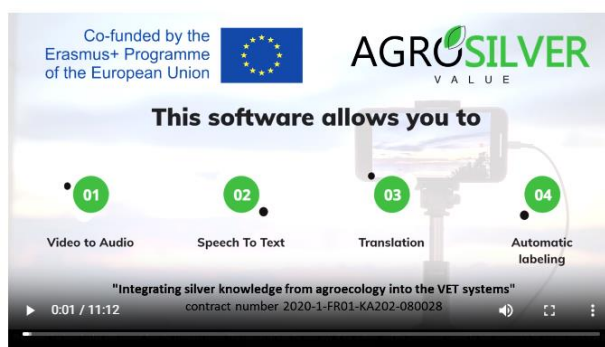 Co-funded by the
Erasmus+ Programme
of the European Union
AGROSILVER
VALUE
This software allows you to
01
02
03
04
Video to Audio
Speech To Text
Translation
Automatic
labeling
"Integrating silver knowledge from agroecology into the VET systems"
contract number 2020-1-FR01-KA202-080028
0:01 / 11:12